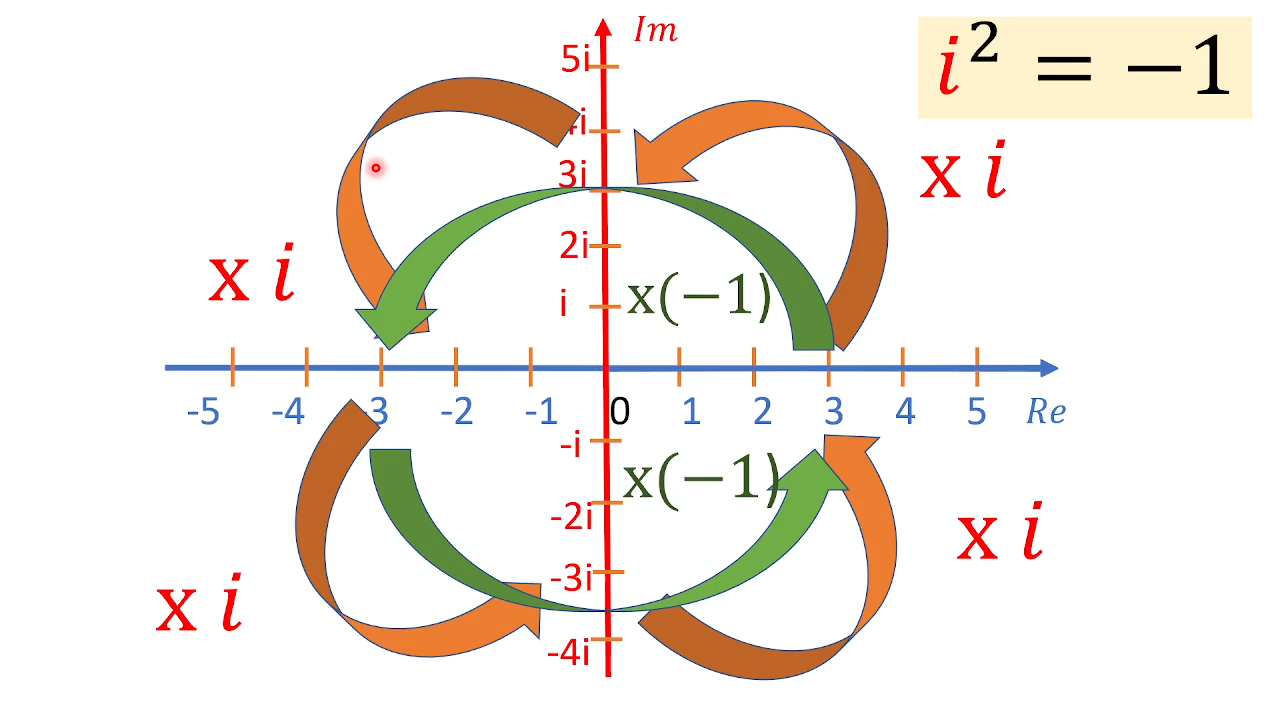 Im
i² = −1
5i
4i
x i
3i
2i
x i
x(−1)
i
-5 -4 -3 -2 -1 0 1 2 3 4 5 Re
-i
x(−1)
-2i
x i
-3i
x i
-4i